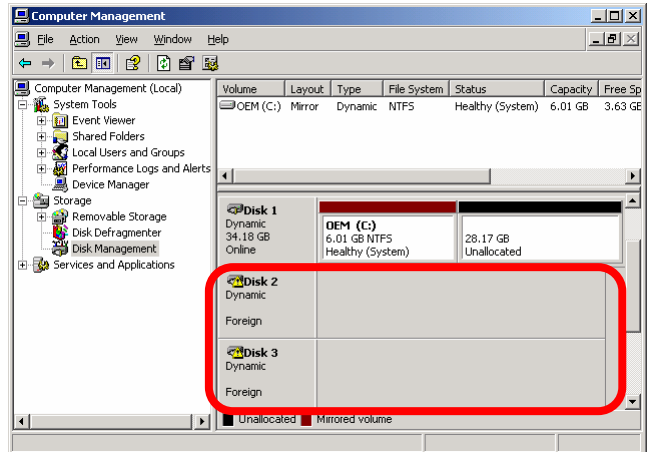 Computer Management
File Action View Window Help
Computer Management (Local)
System Tools
Event Viewer
Shared Folders
Local Users and Groups
Performance Logs and Alerts
Device Manager
Storage
Removable Storage
Disk Defragmenter
Disk Management
Services and Applications
Volume Layout Type File System Status Capacity Free Sp
OEM (C:) Mirror Dynamic NTFS Healthy (System) 6.01 GB 3.63 GB
Disk 1
Dynamic
34.18 GB
Online
OEM (C:)
6.01 GB NTFS
Healthy (System)
28.17 GB
Unallocated
Disk 2
Dynamic
Foreign
Disk 3
Dynamic
Foreign
Unallocated Mirrored volume